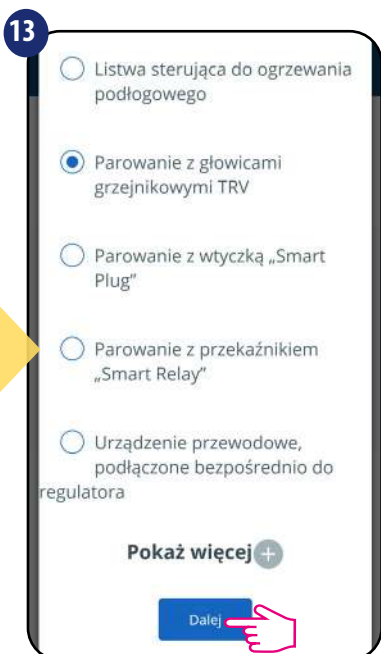 13
Listwa sterująca do ogrzewania
podłogowego
Parowanie z głowicami
grzejnikowymi TRV
Parowanie z wtyczką „Smart
Plug”
Parowanie z przekaźnikiem
„Smart Relay”
Urządzenie przewodowe,
podłączone bezpośrednio do
regulatora
Pokaż więcej +
Dalej